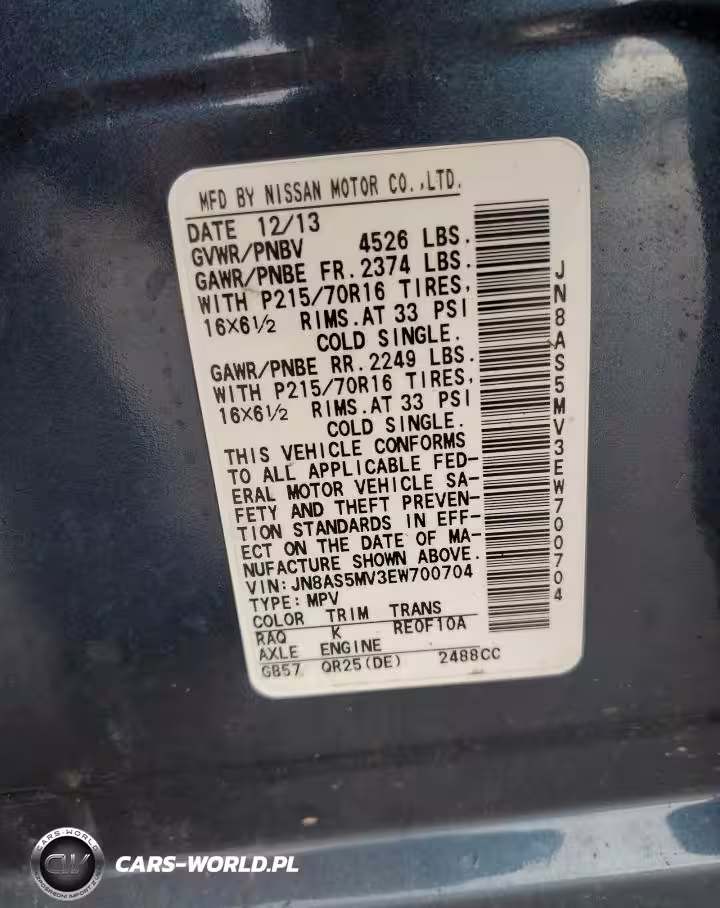 MFD BY NISSAN MOTOR CO.,LTD.
DATE 12/13
GVWR/PNBV 4526 LBS.
GAWR/PNBE FR. 2374 LBS.
WITH P215/70R16 TIRES,
16X6½ RIMS.AT 33 PSI
COLD SINGLE.
GAWR/PNBE RR. 2249 LBS.
WITH P215/70R16 TIRES,
16X6½ RIMS.AT 33 PSI
COLD SINGLE.
THIS VEHICLE CONFORMS
TO ALL APPLICABLE FED-
ERAL MOTOR VEHICLE SA-
FETY AND THEFT PREVEN-
TION STANDARDS IN EFF-
ECT ON THE DATE OF MA-
NUFACTURE SHOWN ABOVE.
VIN:JN8AS5MV3EW700704
TYPE:MPV
COLOR TRIM TRANS
RAQ K RE0F10A
AXLE ENGINE
GB57 QR25(DE) 2488CC
JN8AS5MV3EW700704
CARS-WORLD
CW
CARS-WORLD.PL